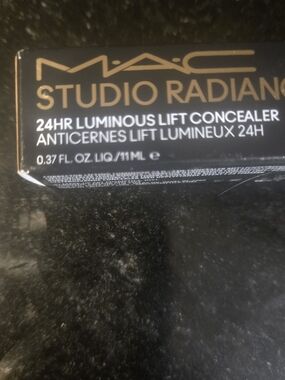 M·A·C
STUDIO RADIANC
24HR LUMINOUS LIFT CONCEALER
ANTICERNES LIFT LUMINEUX 24H
0.37 FL. OZ. LIQ./11 ML e